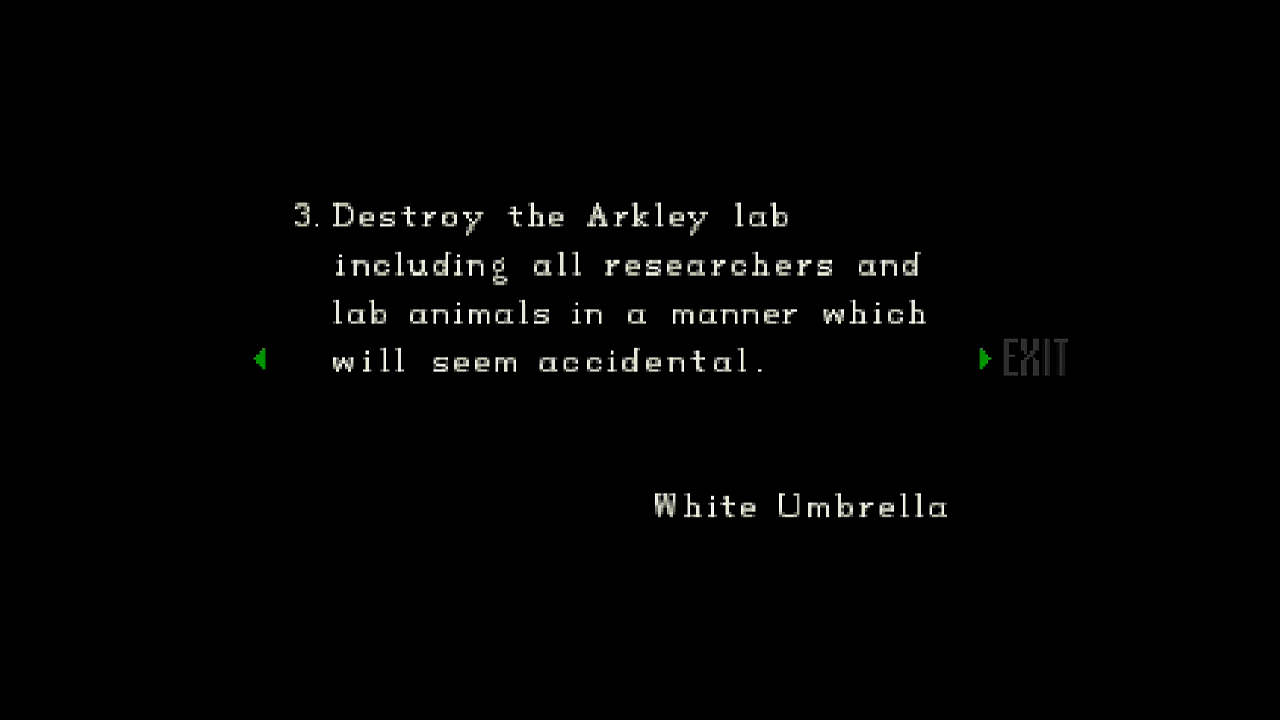 3. Destroy the Arkley lab
including all researchers and
lab animals in a manner which
will seem accidental.
EXIT
White Umbrella